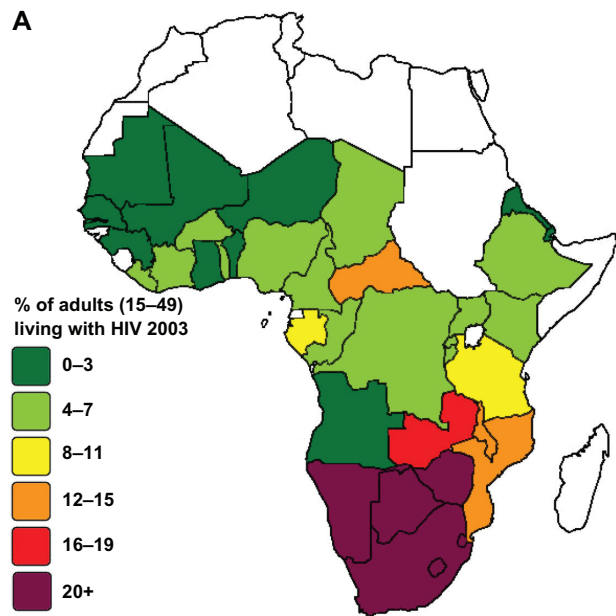 A
% of adults (15–49)
living with HIV 2003
0–3
4–7
8–11
12–15
16–19
20+